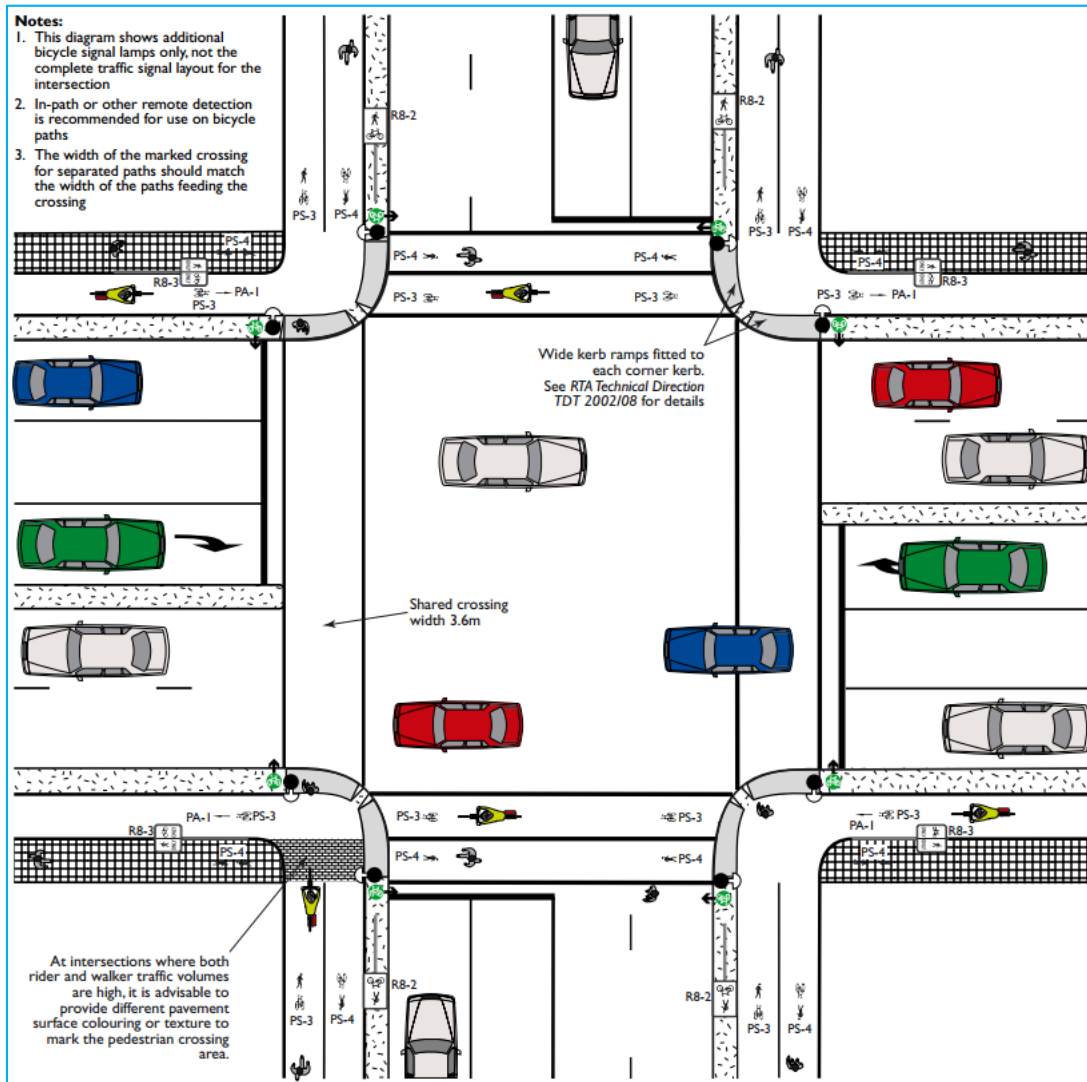 Notes:
1. This diagram shows additional
bicycle signal lamps only, not the
complete traffic signal layout for the
intersection
2. In-path or other remote detection
is recommended for use on bicycle
paths
3. The width of the marked crossing
for separated paths should match
the width of the paths feeding the
crossing
R8-2
R8-2
PS-3 PS-4
PS-3 PS-4
PS-4
PS-4
PS-4
PS-4
R8-3
PA-1
PS-3
PS-3
PS-3
PS-3
PA-1
R8-3
Wide kerb ramps fitted to
each corner kerb.
See RTA Technical Direction
TDT 2002/08 for details
Shared crossing
width 3.6m
PA-1
PS-3
PS-3
PS-3
PS-3
PA-1
R8-3
R8-3
PS-4
PS-4
PS-4
PS-4
At intersections where both
rider and walker traffic volumes
are high, it is advisable to
provide different pavement
surface colouring or texture to
mark the pedestrian crossing
area.
R8-2
R8-2
PS-3 PS-4
PS-3 PS-4